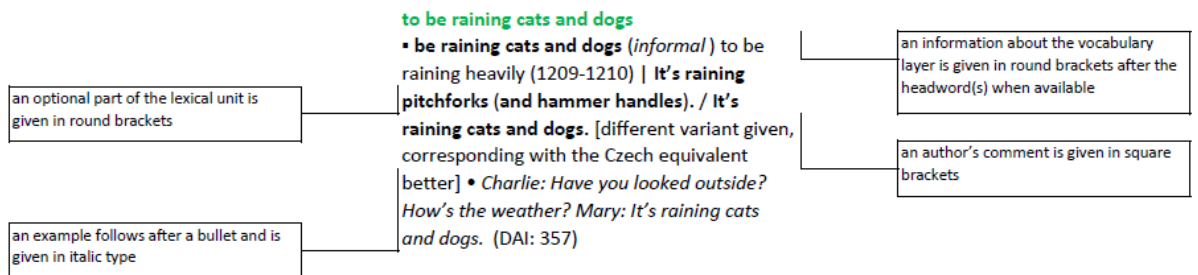 to be raining cats and dogs
▪ be raining cats and dogs (informal) to be
raining heavily (1209-1210) | It's raining
pitchforks (and hammer handles). / It's
raining cats and dogs. [different variant given,
corresponding with the Czech equivalent
better] • Charlie: Have you looked outside?
How's the weather? Mary: It's raining cats
and dogs. (DAI: 357)
an optional part of the lexical unit is
given in round brackets
an example follows after a bullet and is
given in italic type
an information about the vocabulary
layer is given in round brackets after the
headword(s) when available
an author's comment is given in square
brackets